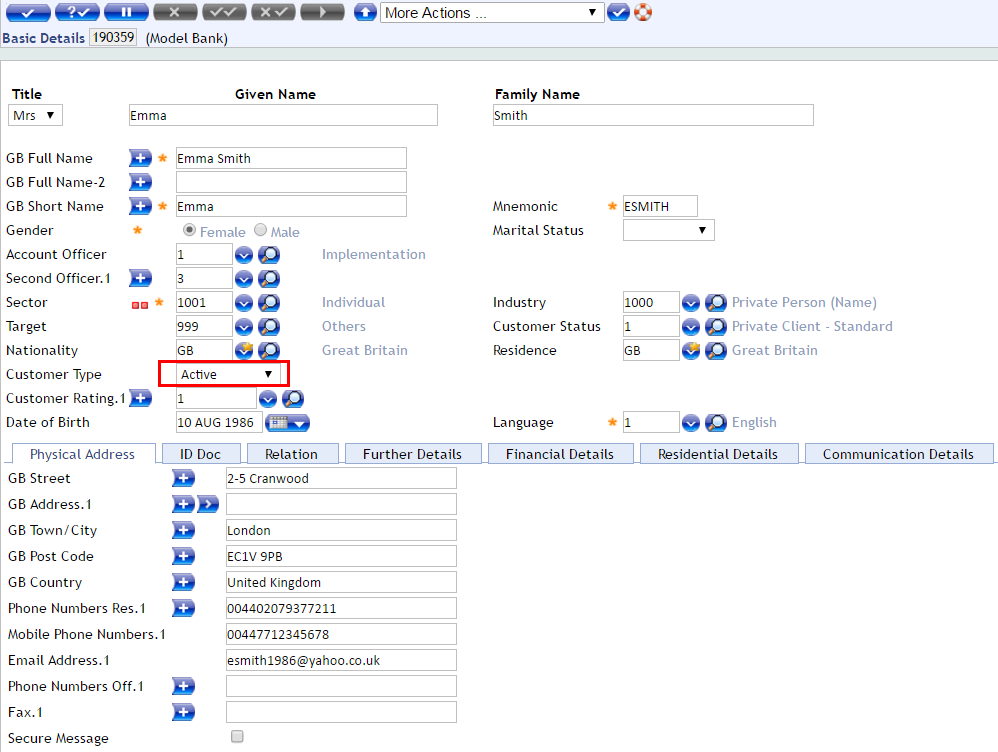 More Actions ...
Basic Details 190359 (Model Bank)
Title Given Name Family Name
Mrs Emma Smith
GB Full Name Emma Smith
GB Full Name-2
GB Short Name Emma Mnemonic ESMITH
Gender Female Male Marital Status
Account Officer 1 Implementation
Second Officer.1 3
Sector 1001 Individual Industry 1000 Private Person (Name)
Target 999 Others Customer Status 1 Private Client - Standard
Nationality GB Great Britain Residence GB Great Britain
Customer Type Active
Customer Rating.1 1
Date of Birth 10 AUG 1986 Language 1 English
Physical Address ID Doc Relation Further Details Financial Details Residential Details Communication Details
GB Street 2-5 Cranwood
GB Address.1
GB Town/City London
GB Post Code EC1V 9PB
GB Country United Kingdom
Phone Numbers Res.1 004402079377211
Mobile Phone Numbers.1 00447712345678
Email Address.1 esmith1986@yahoo.co.uk
Phone Numbers Off.1
Fax.1
Secure Message